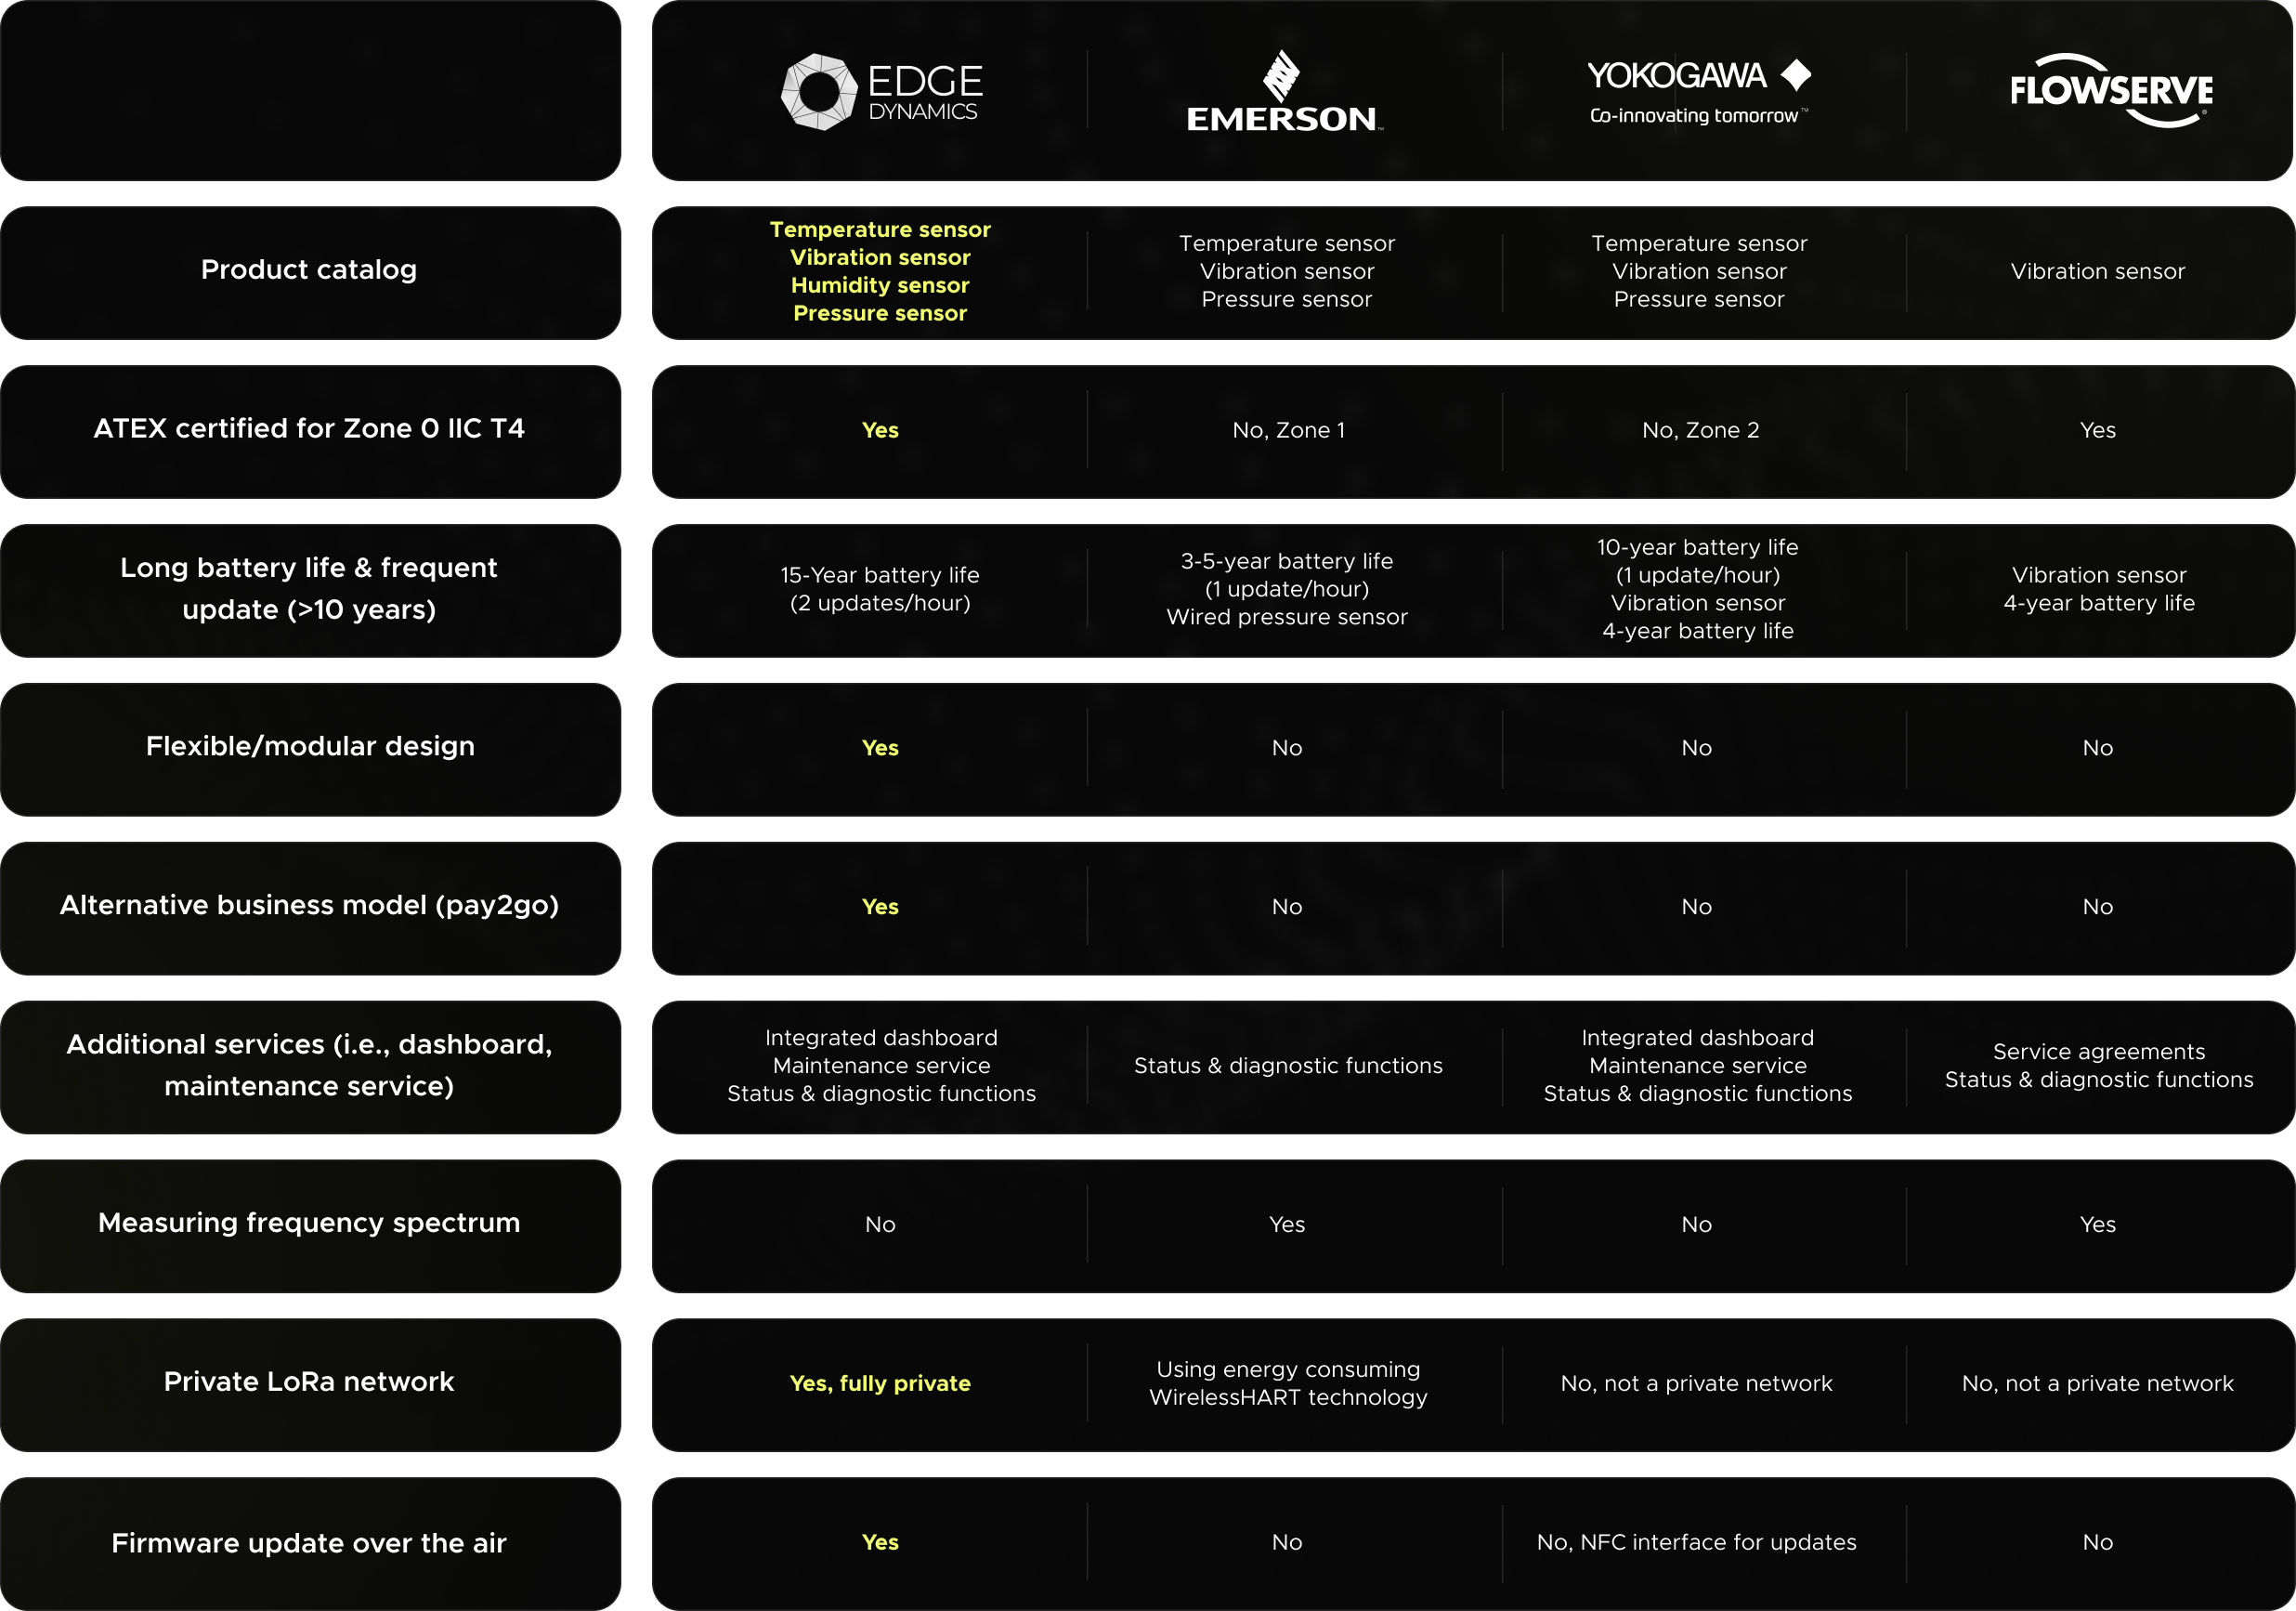 EDGE
DYNAMICS
EMERSON™
YOKOGAWA
Co-innovating tomorrow™
FLOWSERVE®
Product catalog
Temperature sensor
Vibration sensor
Humidity sensor
Pressure sensor
Temperature sensor
Vibration sensor
Pressure sensor
Temperature sensor
Vibration sensor
Pressure sensor
Vibration sensor
ATEX certified for Zone 0 IIC T4
Yes
No, Zone 1
No, Zone 2
Yes
Long battery life & frequent
update (>10 years)
15-Year battery life
(2 updates/hour)
3-5-year battery life
(1 update/hour)
Wired pressure sensor
10-year battery life
(1 update/hour)
Vibration sensor
4-year battery life
Vibration sensor
4-year battery life
Flexible/modular design
Yes
No
No
No
Alternative business model (pay2go)
Yes
No
No
No
Additional services (i.e., dashboard,
maintenance service)
Integrated dashboard
Maintenance service
Status & diagnostic functions
Status & diagnostic functions
Integrated dashboard
Maintenance service
Status & diagnostic functions
Service agreements
Status & diagnostic functions
Measuring frequency spectrum
No
Yes
No
Yes
Private LoRa network
Yes, fully private
Using energy consuming
WirelessHART technology
No, not a private network
No, not a private network
Firmware update over the air
Yes
No
No, NFC interface for updates
No